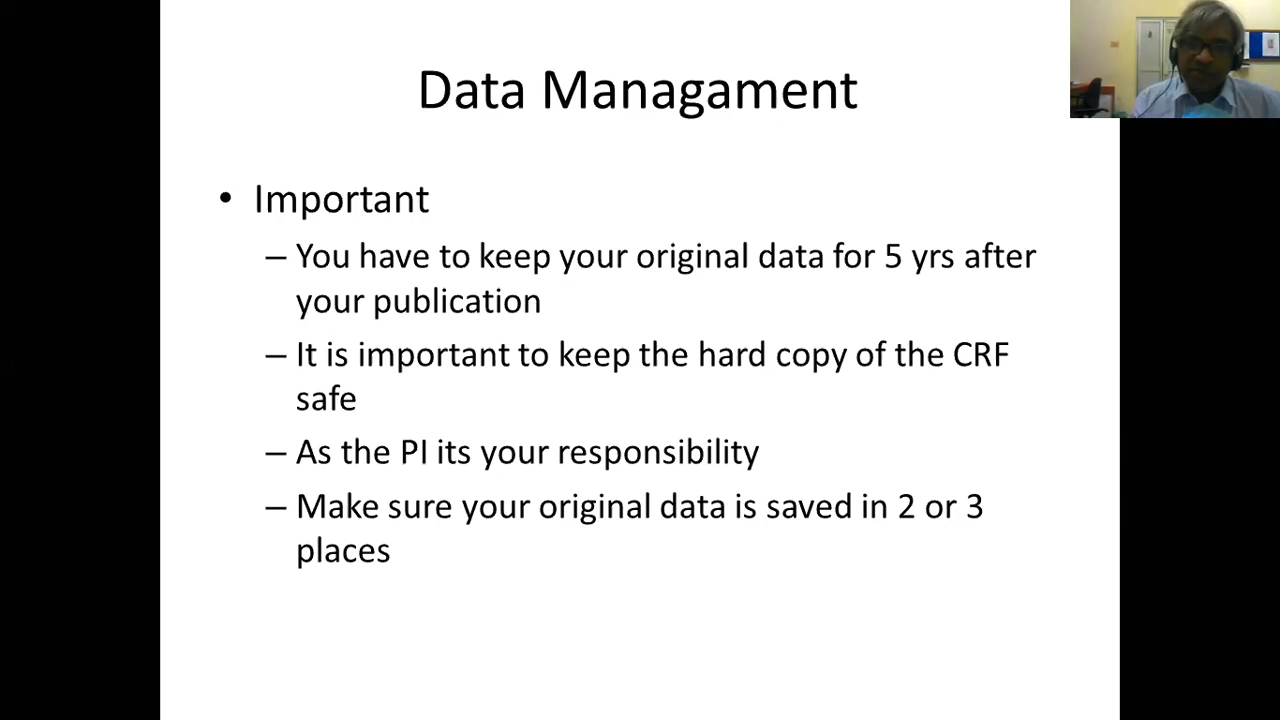 Data Managament
• Important
– You have to keep your original data for 5 yrs after
your publication
– It is important to keep the hard copy of the CRF
safe
– As the PI its your responsibility
– Make sure your original data is saved in 2 or 3
places